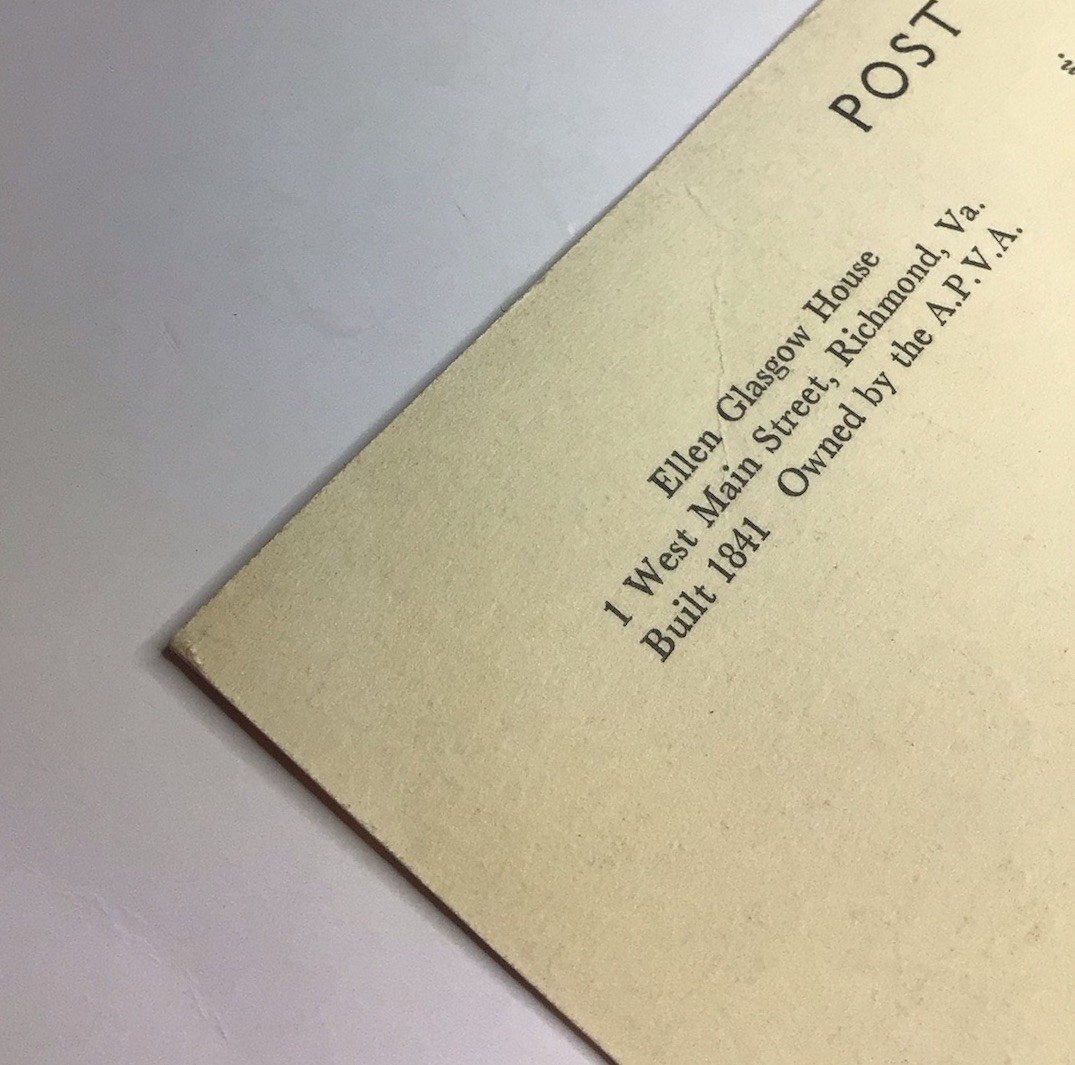 POST
Ellen Glasgow House
1 West Main Street, Richmond, Va.
Built 1841 Owned by the A.P.V.A.